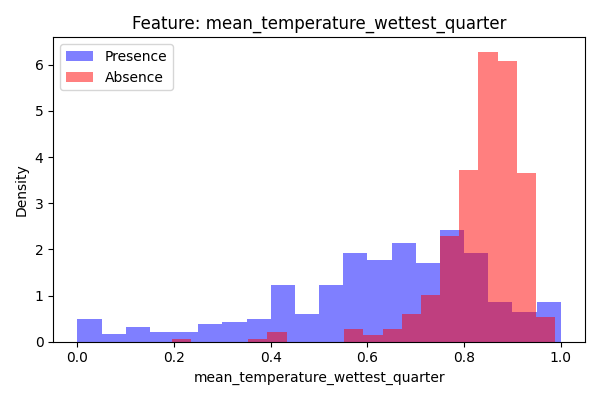 Feature: mean_temperature_wettest_quarter
Presence
Absence
Density
6
5
4
3
2
1
0
0.0 0.2 0.4 0.6 0.8 1.0
mean_temperature_wettest_quarter